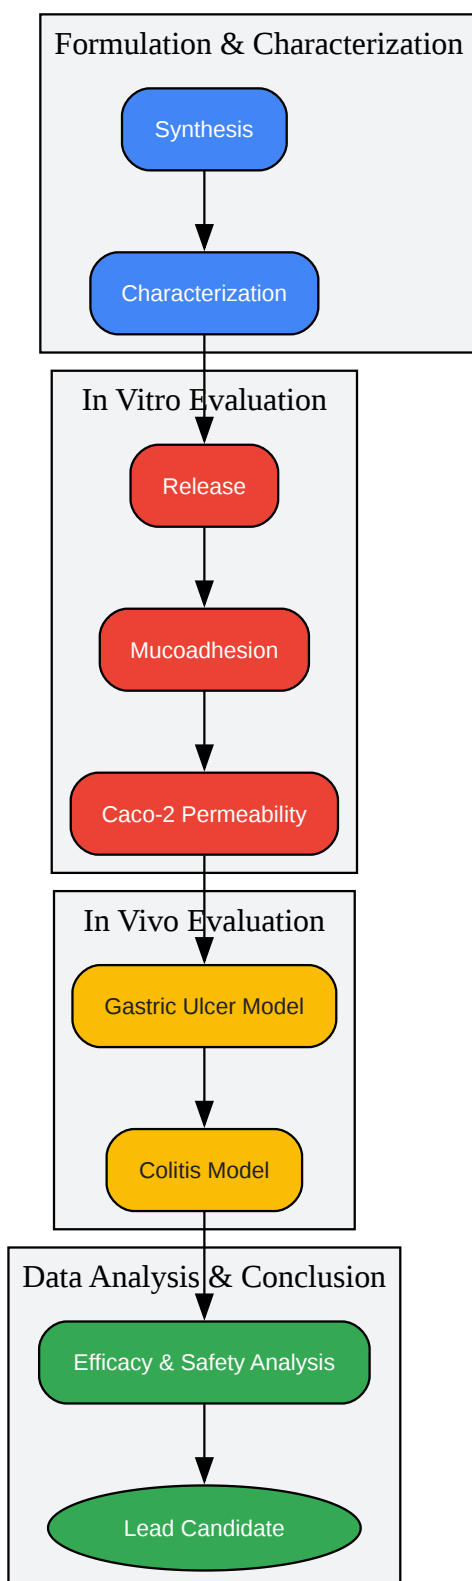 Formulation & Characterization
Synthesis
Characterization
In Vitro Evaluation
Release
Mucoadhesion
Caco-2 Permeability
In Vivo Evaluation
Gastric Ulcer Model
Colitis Model
Data Analysis & Conclusion
Efficacy & Safety Analysis
Lead Candidate